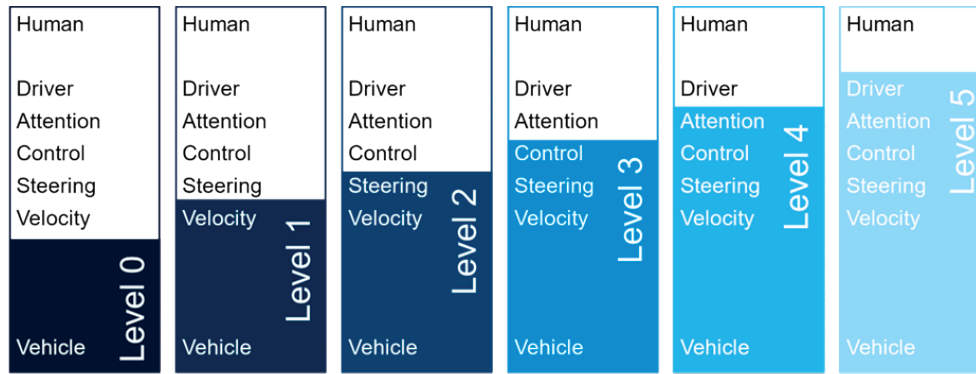 Human
Driver
Attention
Control
Steering
Velocity
Vehicle
Level 0
Human
Driver
Attention
Control
Steering
Velocity
Vehicle
Level 1
Human
Driver
Attention
Control
Steering
Velocity
Vehicle
Level 2
Human
Driver
Attention
Control
Steering
Velocity
Vehicle
Level 3
Human
Driver
Attention
Control
Steering
Velocity
Vehicle
Level 4
Human
Driver
Attention
Control
Steering
Velocity
Vehicle
Level 5